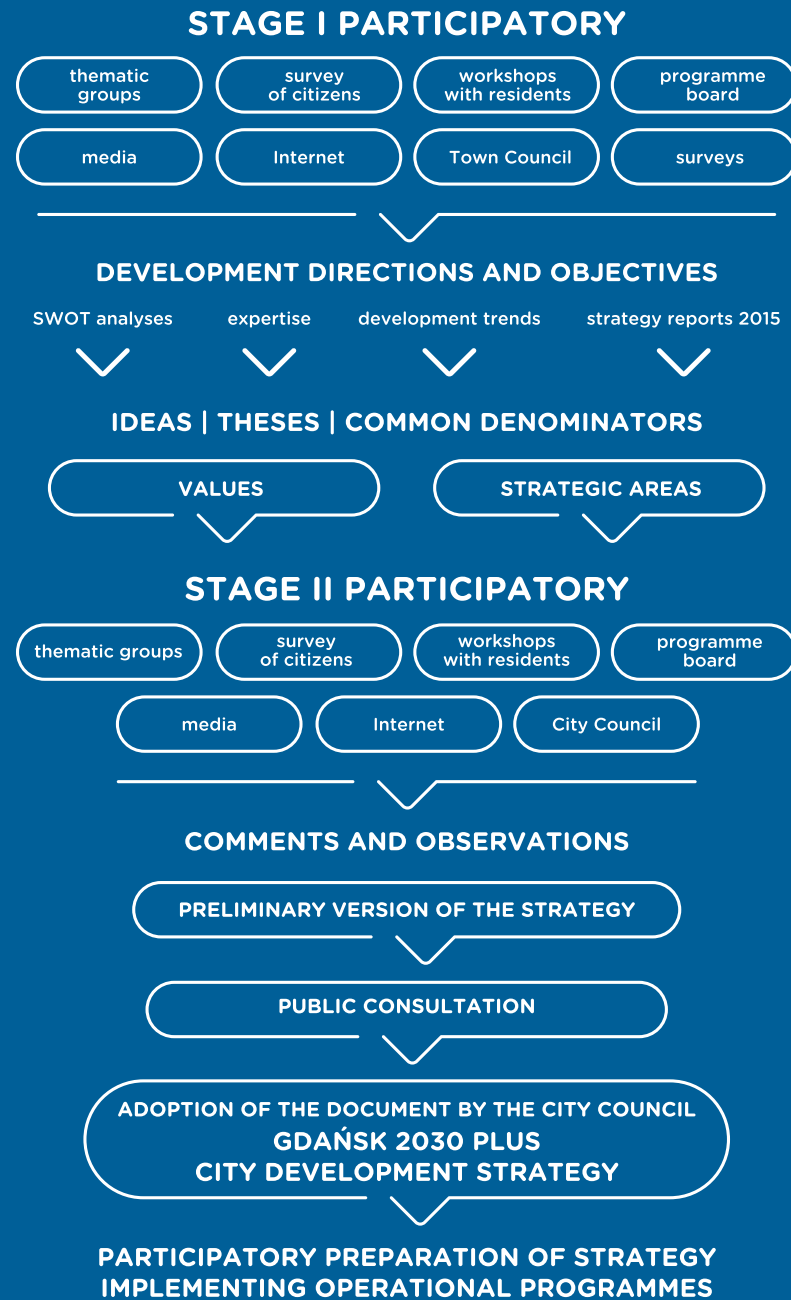 STAGE I PARTICIPATORY
thematic
groups
survey
of citizens
workshops
with residents
programme
board
media
Internet
Town Council
surveys
DEVELOPMENT DIRECTIONS AND OBJECTIVES
SWOT analyses
expertise
development trends
strategy reports 2015
IDEAS | THESES | COMMON DENOMINATORS
VALUES
STRATEGIC AREAS
STAGE II PARTICIPATORY
thematic groups
survey
of citizens
workshops
with residents
programme
board
media
Internet
City Council
COMMENTS AND OBSERVATIONS
PRELIMINARY VERSION OF THE STRATEGY
PUBLIC CONSULTATION
ADOPTION OF THE DOCUMENT BY THE CITY COUNCIL
GDAŃSK 2030 PLUS
CITY DEVELOPMENT STRATEGY
PARTICIPATORY PREPARATION OF STRATEGY
IMPLEMENTING OPERATIONAL PROGRAMMES